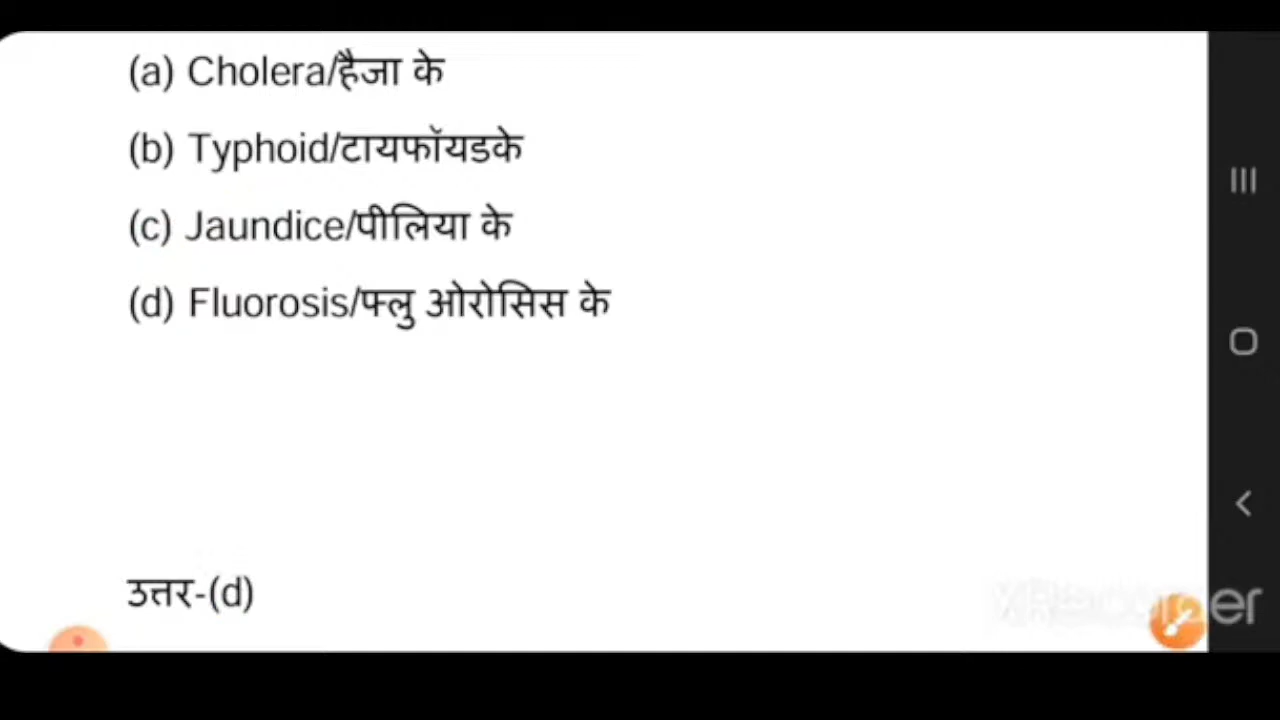 (a) Cholera/हैजा के
(b) Typhoid/टायफॉयडके
(c) Jaundice/पीलिया के
(d) Fluorosis/फ्लु ओरोसिस के
उत्तर-(d)